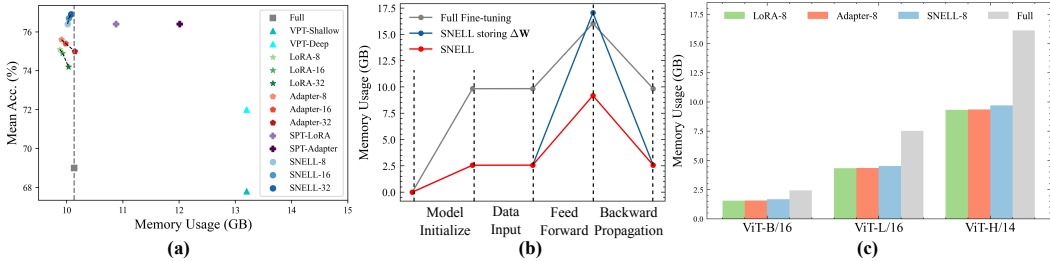 Mean Acc. (%)
76
74
72
70
68
10
11
12
13
14
15
Memory Usage (GB)
Full
VPT-Shallow
VPT-Deep
LoRA-8
LoRA-16
LoRA-32
Adapter-8
Adapter-16
Adapter-32
SPT-LoRA
SPT-Adapter
SNELL-8
SNELL-16
SNELL-32
(a)
Memory Usage (GB)
17.5
15.0
12.5
10.0
7.5
5.0
2.5
0.0
Full Fine-tuning
SNELL storing ΔW
SNELL
Model
Initialize
Data
Input
Feed
Forward
Backward
Propagation
(b)
LoRA-8
Adapter-8
SNELL-8
Full
Memory Usage (GB)
17.5
15.0
12.5
10.0
7.5
5.0
2.5
0.0
ViT-B/16
ViT-L/16
ViT-H/14
(c)